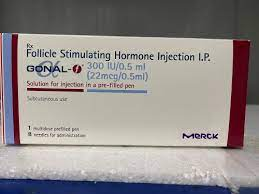 Rx
Follicle Stimulating Hormone Injection I.P.
GONAL-f
300 IU/0.5 ml
(22mcg/0.5ml)
Solution for injection in a pre-filled pen
Subcutaneous use
1 multidose prefilled pen
8 needles for administration
MERCK